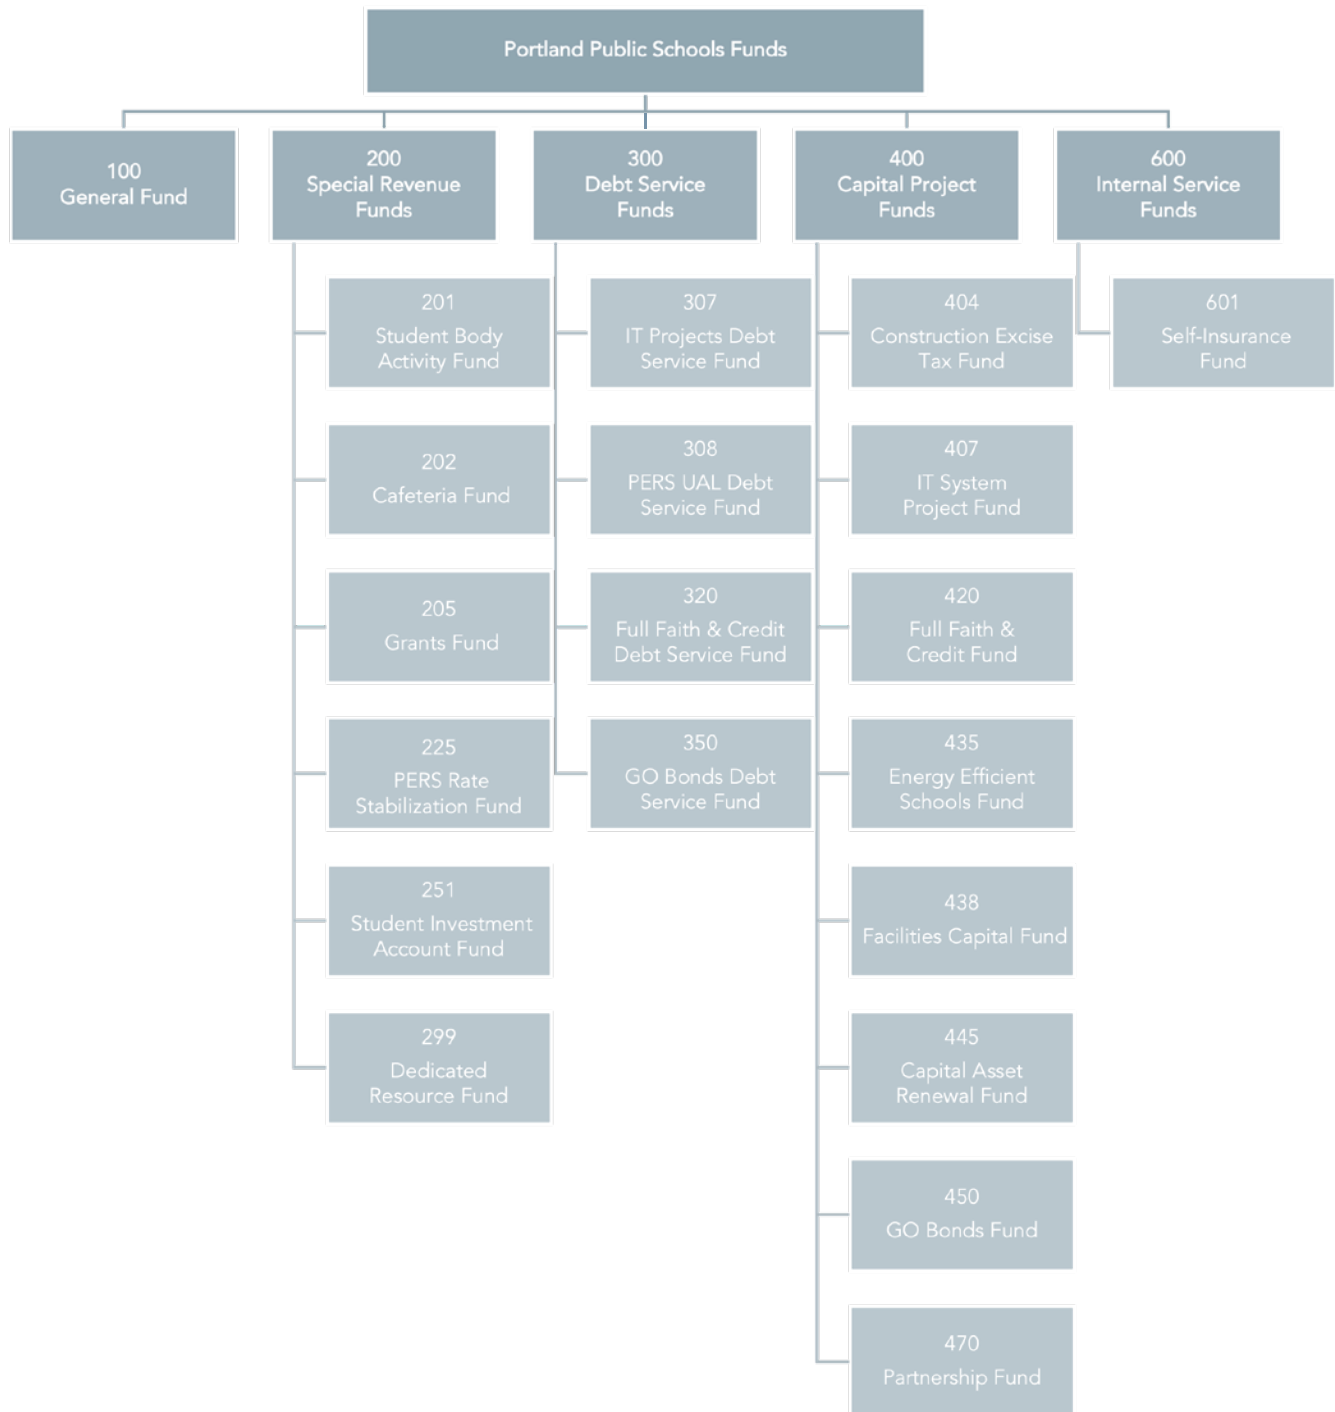 Portland Public Schools Funds
100
General Fund
200
Special Revenue
Funds
300
Debt Service
Funds
400
Capital Project
Funds
600
Internal Service
Funds
201
Student Body
Activity Fund
202
Cafeteria Fund
205
Grants Fund
225
PERS Rate
Stabilization Fund
251
Student Investment
Account Fund
299
Dedicated
Resource Fund
307
IT Projects Debt
Service Fund
308
PERS UAL Debt
Service Fund
320
Full Faith & Credit
Debt Service Fund
350
GO Bonds Debt
Service Fund
404
Construction Excise
Tax Fund
407
IT System
Project Fund
420
Full Faith &
Credit Fund
435
Energy Efficient
Schools Fund
438
Facilities Capital Fund
445
Capital Asset
Renewal Fund
450
GO Bonds Fund
470
Partnership Fund
601
Self-Insurance
Fund